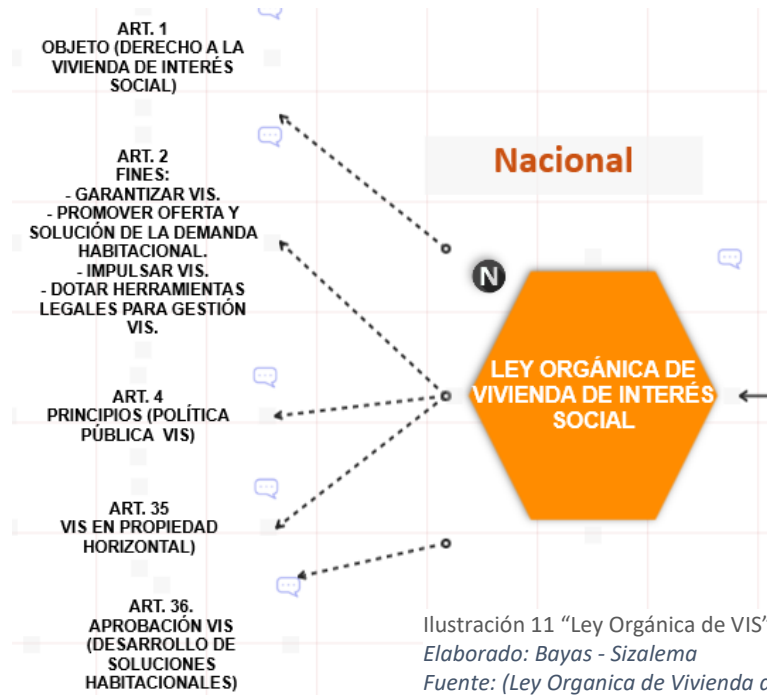 ART. 1
OBJETO (DERECHO A LA
VIVIENDA DE INTERÉS
SOCIAL)
ART. 2
FINES:
- GARANTIZAR VIS.
- PROMOVER OFERTA Y
SOLUCIÓN DE LA DEMANDA
HABITACIONAL.
- IMPULSAR VIS.
- DOTAR HERRAMIENTAS
LEGALES PARA GESTIÓN
VIS.
ART. 4
PRINCIPIOS (POLÍTICA
PÚBLICA VIS)
ART. 35
VIS EN PROPIEDAD
HORIZONTAL)
ART. 36.
APROBACIÓN VIS
(DESARROLLO DE
SOLUCIONES
HABITACIONALES)
Nacional
N
LEY ORGÁNICA DE
VIVIENDA DE INTERÉS
SOCIAL
Ilustración 11 “Ley Orgánica de VIS”
Elaborado: Bayas - Sizalema
Fuente: (Ley Organica de Vivienda